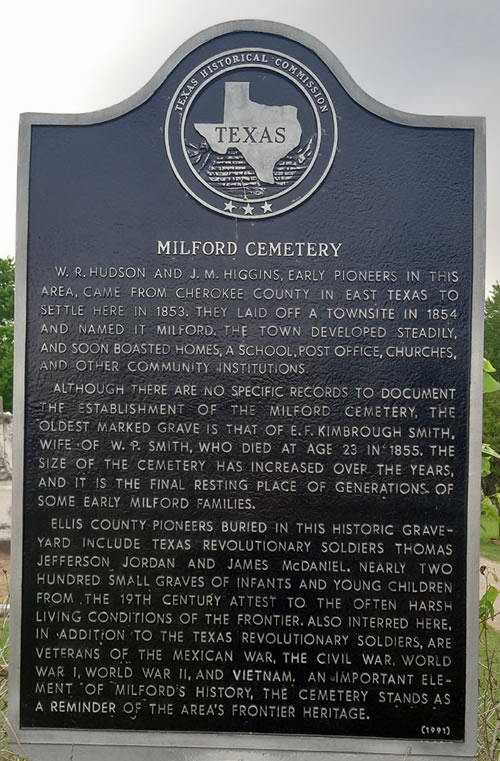 TEXAS HISTORICAL COMMISSION
TEXAS
MILFORD CEMETERY
W. R. HUDSON AND J. M. HIGGINS, EARLY PIONEERS IN THIS
AREA, CAME FROM CHEROKEE COUNTY IN EAST TEXAS TO
SETTLE HERE IN 1853. THEY LAID OFF A TOWNSITE IN 1854
AND NAMED IT MILFORD. THE TOWN DEVELOPED STEADILY,
AND SOON BOASTED HOMES, A SCHOOL, POST OFFICE, CHURCHES,
AND OTHER COMMUNITY INSTITUTIONS.
ALTHOUGH THERE ARE NO SPECIFIC RECORDS TO DOCUMENT
THE ESTABLISHMENT OF THE MILFORD CEMETERY, THE
OLDEST MARKED GRAVE IS THAT OF E. F. KIMBROUGH SMITH,
WIFE OF W. P. SMITH, WHO DIED AT AGE 23 IN 1855. THE
SIZE OF THE CEMETERY HAS INCREASED OVER THE YEARS,
AND IT IS THE FINAL RESTING PLACE OF GENERATIONS OF
SOME EARLY MILFORD FAMILIES.
ELLIS COUNTY PIONEERS BURIED IN THIS HISTORIC GRAVE-
YARD INCLUDE TEXAS REVOLUTIONARY SOLDIERS THOMAS
JEFFERSON JORDAN AND JAMES McDANIEL. NEARLY TWO
HUNDRED SMALL GRAVES OF INFANTS AND YOUNG CHILDREN
FROM THE 19TH CENTURY ATTEST TO THE OFTEN HARSH
LIVING CONDITIONS OF THE FRONTIER. ALSO INTERRED HERE,
IN ADDITION TO THE TEXAS REVOLUTIONARY SOLDIERS, ARE
VETERANS OF THE MEXICAN WAR, THE CIVIL WAR, WORLD
WAR I, WORLD WAR II, AND VIETNAM. AN IMPORTANT ELE-
MENT OF MILFORD'S HISTORY, THE CEMETERY STANDS AS
A REMINDER OF THE AREA'S FRONTIER HERITAGE.
(1991)